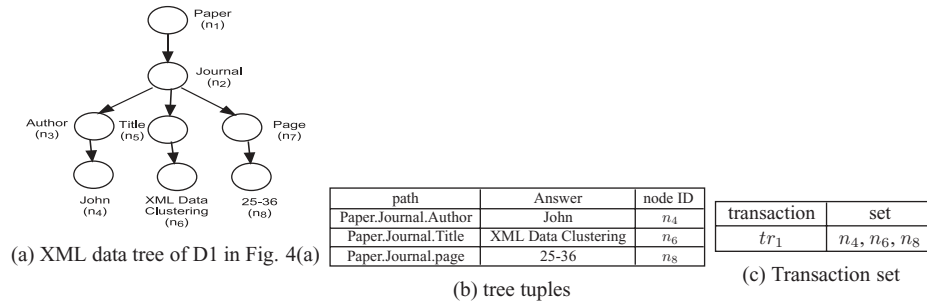 Paper
(n1)
Journal
(n2)
Author
(n3)
Title
(n5)
Page
(n7)
John
(n4)
XML Data
Clustering
(n6)
25-36
(n8)
(a) XML data tree of D1 in Fig. 4(a)
path Answer node ID
Paper.Journal.Author John n4
Paper.Journal.Title XML Data Clustering n6
Paper.Journal.page 25-36 n8
(b) tree tuples
transaction set
tr1 n4, n6, n8
(c) Transaction set